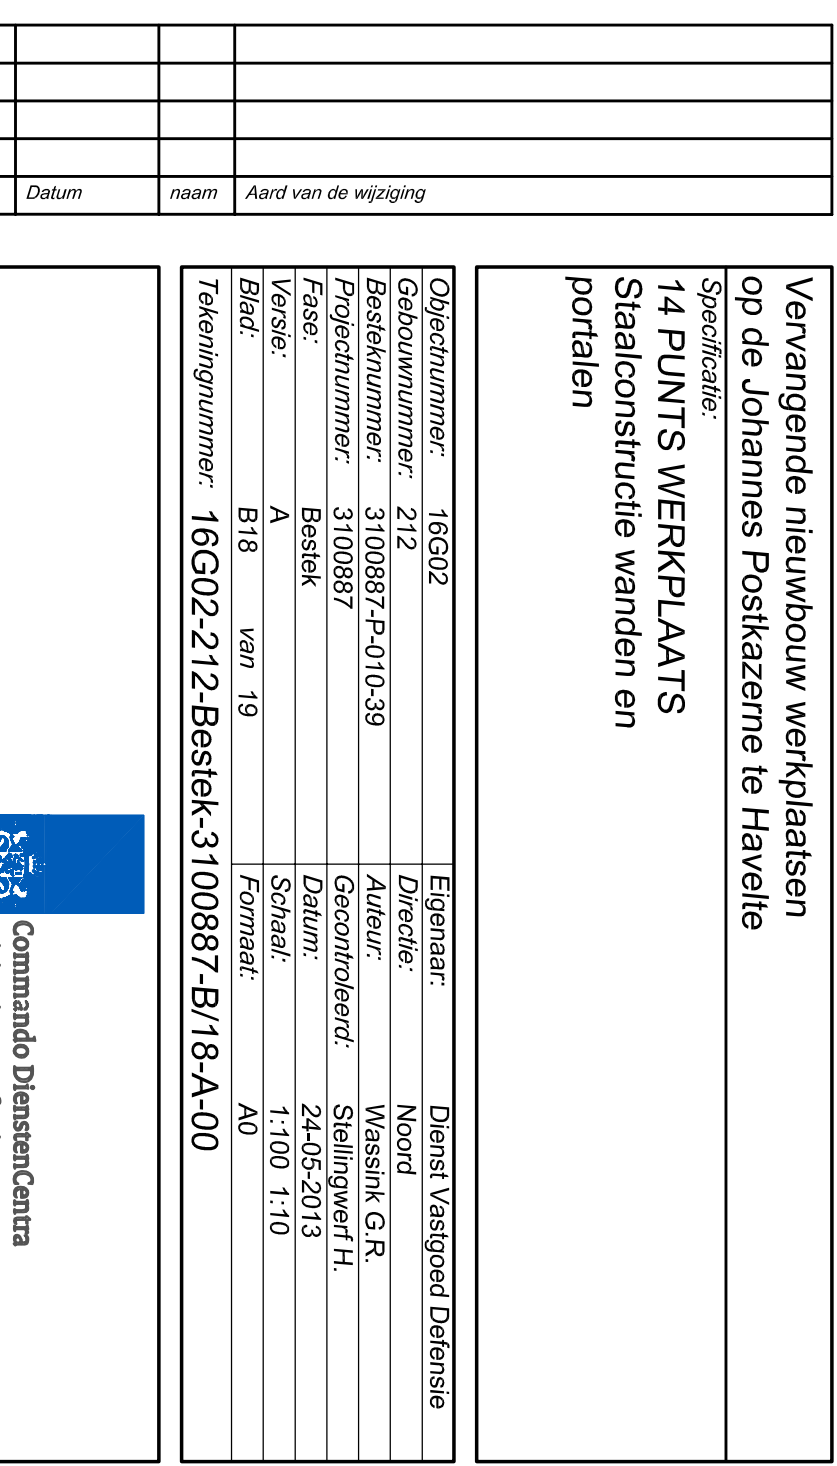 Datum naam Aard van de wijziging
Vervangende nieuwbouw werkplaatsen
op de Johannes Postkazerne te Havelte
Specificatie:
14 PUNTS WERKPLAATS
Staalconstructie wanden en
portalen
Objectnummer: 16G02 Eigenaar: Dienst Vastgoed Defensie
Gebouwnummer: 212 Directie: Noord
Besteknummer: 3100887-P-010-39 Auteur: Wassink G.R.
Projectnummer: 3100887 Gecontroleerd: Stellingwerf H.
Fase: Bestek Datum: 24-05-2013
Versie: A Schaal: 1:100 1:10
Blad: B18 van 19 Formaat: A0
Tekeningnummer: 16G02-212-Bestek-3100887-B/18-A-00
Commando DienstenCentra